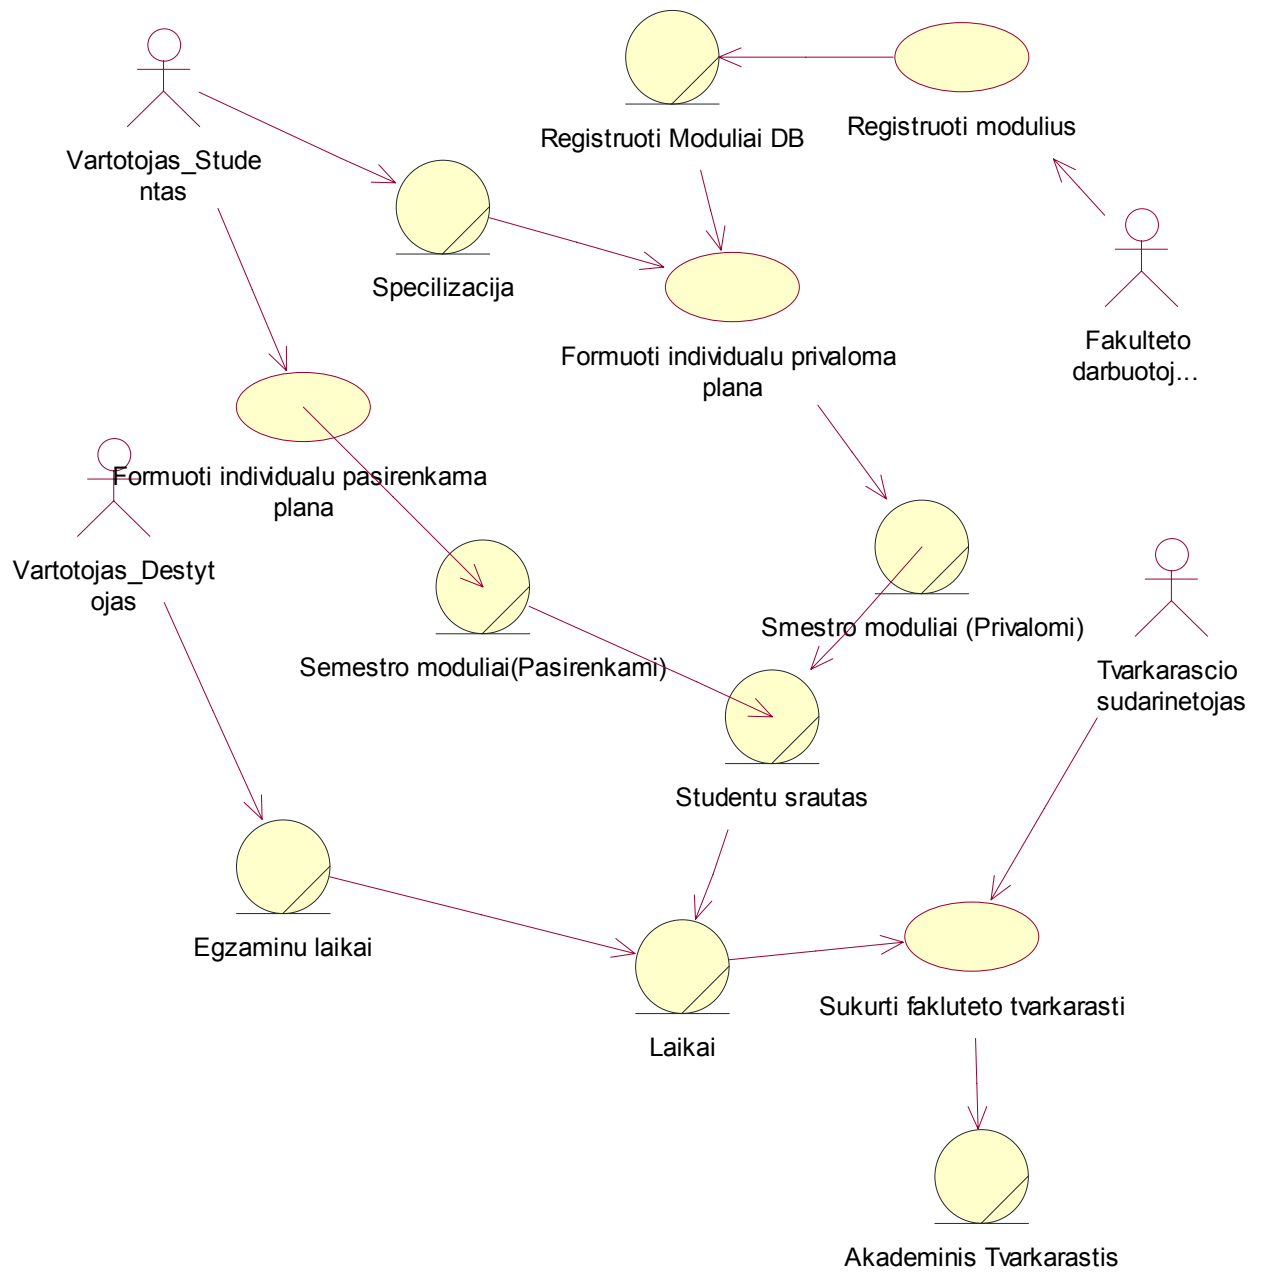 Registruoti Moduliai DB
Registruoti modulius
Vartotojas_Stude
ntas
Specilizacija
Formuoti individualu privaloma
plana
Fakulteto
darbuotoj...
Formuoti individualu pasirenkama
plana
Vartotojas_Destyt
ojas
Smestro moduliai (Privalomi)
Semestro moduliai(Pasirenkami)
Tvarkarascio
sudarinetojas
Studentu srautas
Egzaminu laikai
Laikai
Sukurti fakluteto tvarkarasti
Akademinis Tvarkarastis